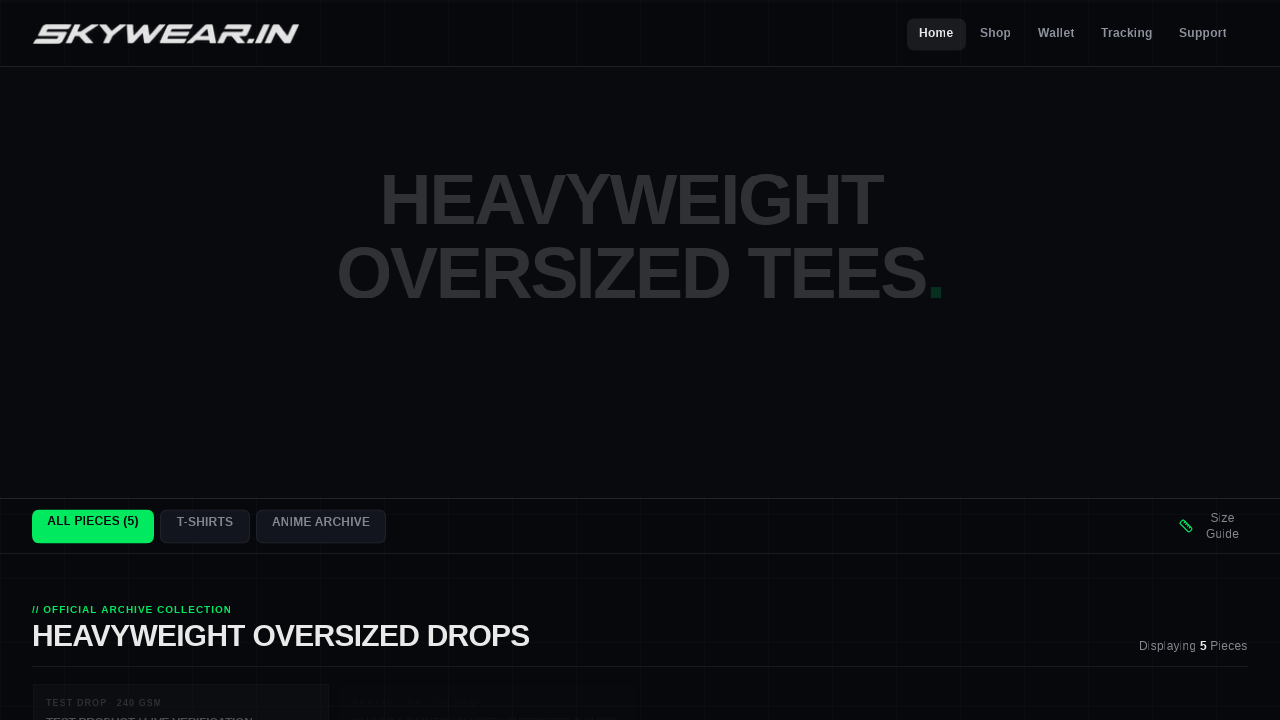 SKYWEAR.IN
Home Shop Wallet Tracking Support
HEAVYWEIGHT
OVERSIZED TEES.
ALL PIECES (5) T-SHIRTS ANIME ARCHIVE Size
Guide
// OFFICIAL ARCHIVE COLLECTION
HEAVYWEIGHT OVERSIZED DROPS
Displaying 5 Pieces
TEST DROP 240 GSM